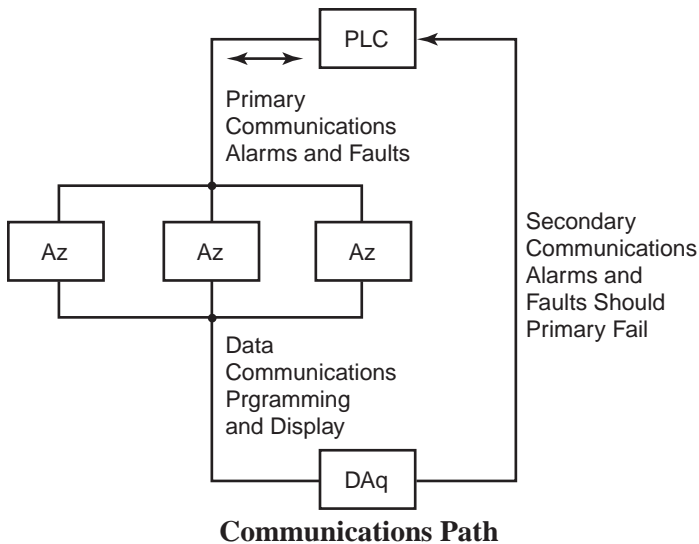 PLC
Primary
Communications
Alarms and Faults
Az
Az
Az
Secondary
Communications
Alarms and
Faults Should
Primary Fail
Data
Communications
Prgramming
and Display
DAq
Communications Path